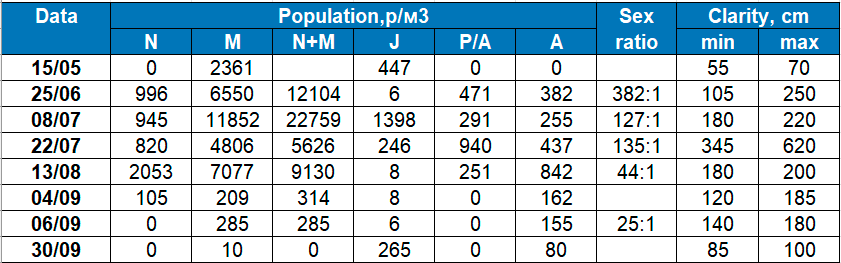 Data Population,р/м3 Sex ratio Clarity, cm
N M N+M J P/A A min max
15/05 0 2361 447 0 0 55 70
25/06 996 6550 12104 6 471 382 382:1 105 250
08/07 945 11852 22759 1398 291 255 127:1 180 220
22/07 820 4806 5626 246 940 437 135:1 345 620
13/08 2053 7077 9130 8 251 842 44:1 180 200
04/09 105 209 314 8 0 162 120 185
06/09 0 285 285 6 0 155 25:1 140 180
30/09 0 10 0 265 0 80 85 100